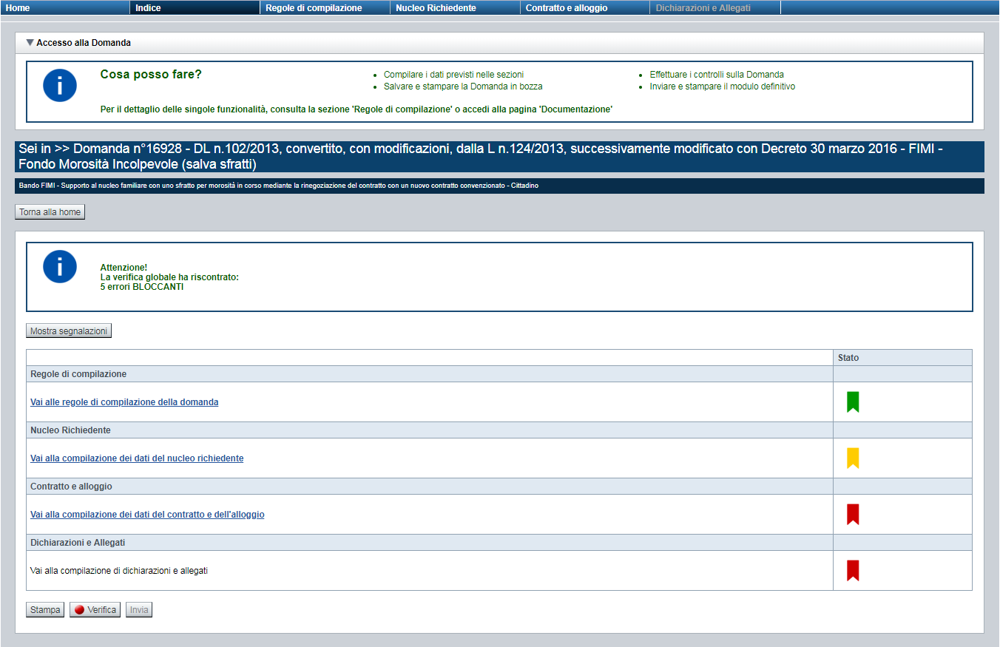 Home
Indice
Regole di compilazione
Nucleo Richiedente
Contratto e alloggio
Dichiarazioni e Allegati
Accesso alla Domanda
Cosa posso fare?
Compilare i dati previsti nelle sezioni
Salvare e stampare la Domanda in bozza
Effettuare i controlli sulla Domanda
Inviare e stampare il modulo definitivo
Per il dettaglio delle singole funzionalità, consulta la sezione 'Regole di compilazione' o accedi alla pagina 'Documentazione'
Sei in >> Domanda n°16928 - DL n.102/2013, convertito, con modificazioni, dalla L n.124/2013, successivamente modificato con Decreto 30 marzo 2016 - FIMI -
Fondo Morosità Incolpevole (salva sfratti)
Bando FIMI - Supporto al nucleo familiare con uno sfratto per morosità in corso mediante la rinegoziazione del contratto con un nuovo contratto convenzionato - Cittadino
Torna alla home
Attenzione!
La verifica globale ha riscontrato:
5 errori BLOCCANTI
Mostra segnalazioni
Stato
Regole di compilazione
Vai alle regole di compilazione della domanda
Nucleo Richiedente
Vai alla compilazione dei dati del nucleo richiedente
Contratto e alloggio
Vai alla compilazione dei dati del contratto e dell'alloggio
Dichiarazioni e Allegati
Vai alla compilazione di dichiarazioni e allegati
Stampa
Verifica
Invia